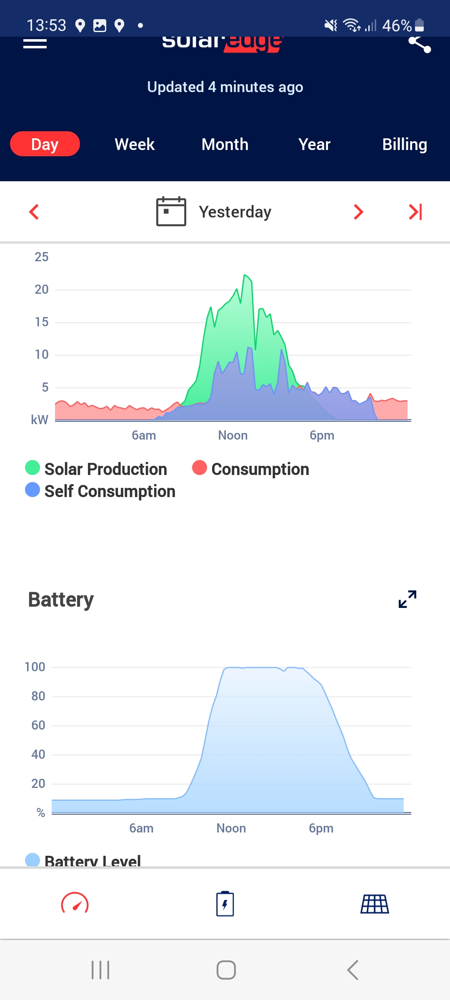 13:53 46%
solaredge
Updated 4 minutes ago
Day Week Month Year Billing
Yesterday
25
20
15
10
5
kW
6am Noon 6pm
Solar Production Consumption
Self Consumption
Battery
100
80
60
40
20
%
6am Noon 6pm
Battery Level